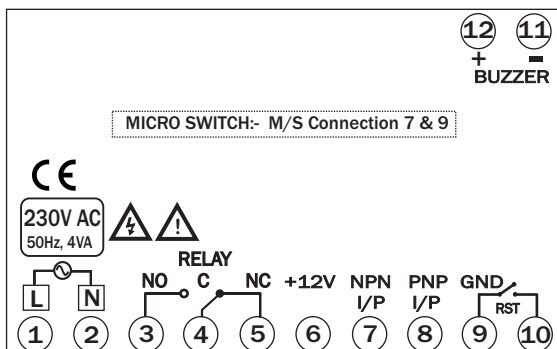 12 11
+ -
BUZZER
MICRO SWITCH:- M/S Connection 7 & 9
CE
230V AC
50Hz, 4VA
RELAY
NO C NC +12V NPN I/P PNP I/P GND
L N RST
1 2 3 4 5 6 7 8 9 10